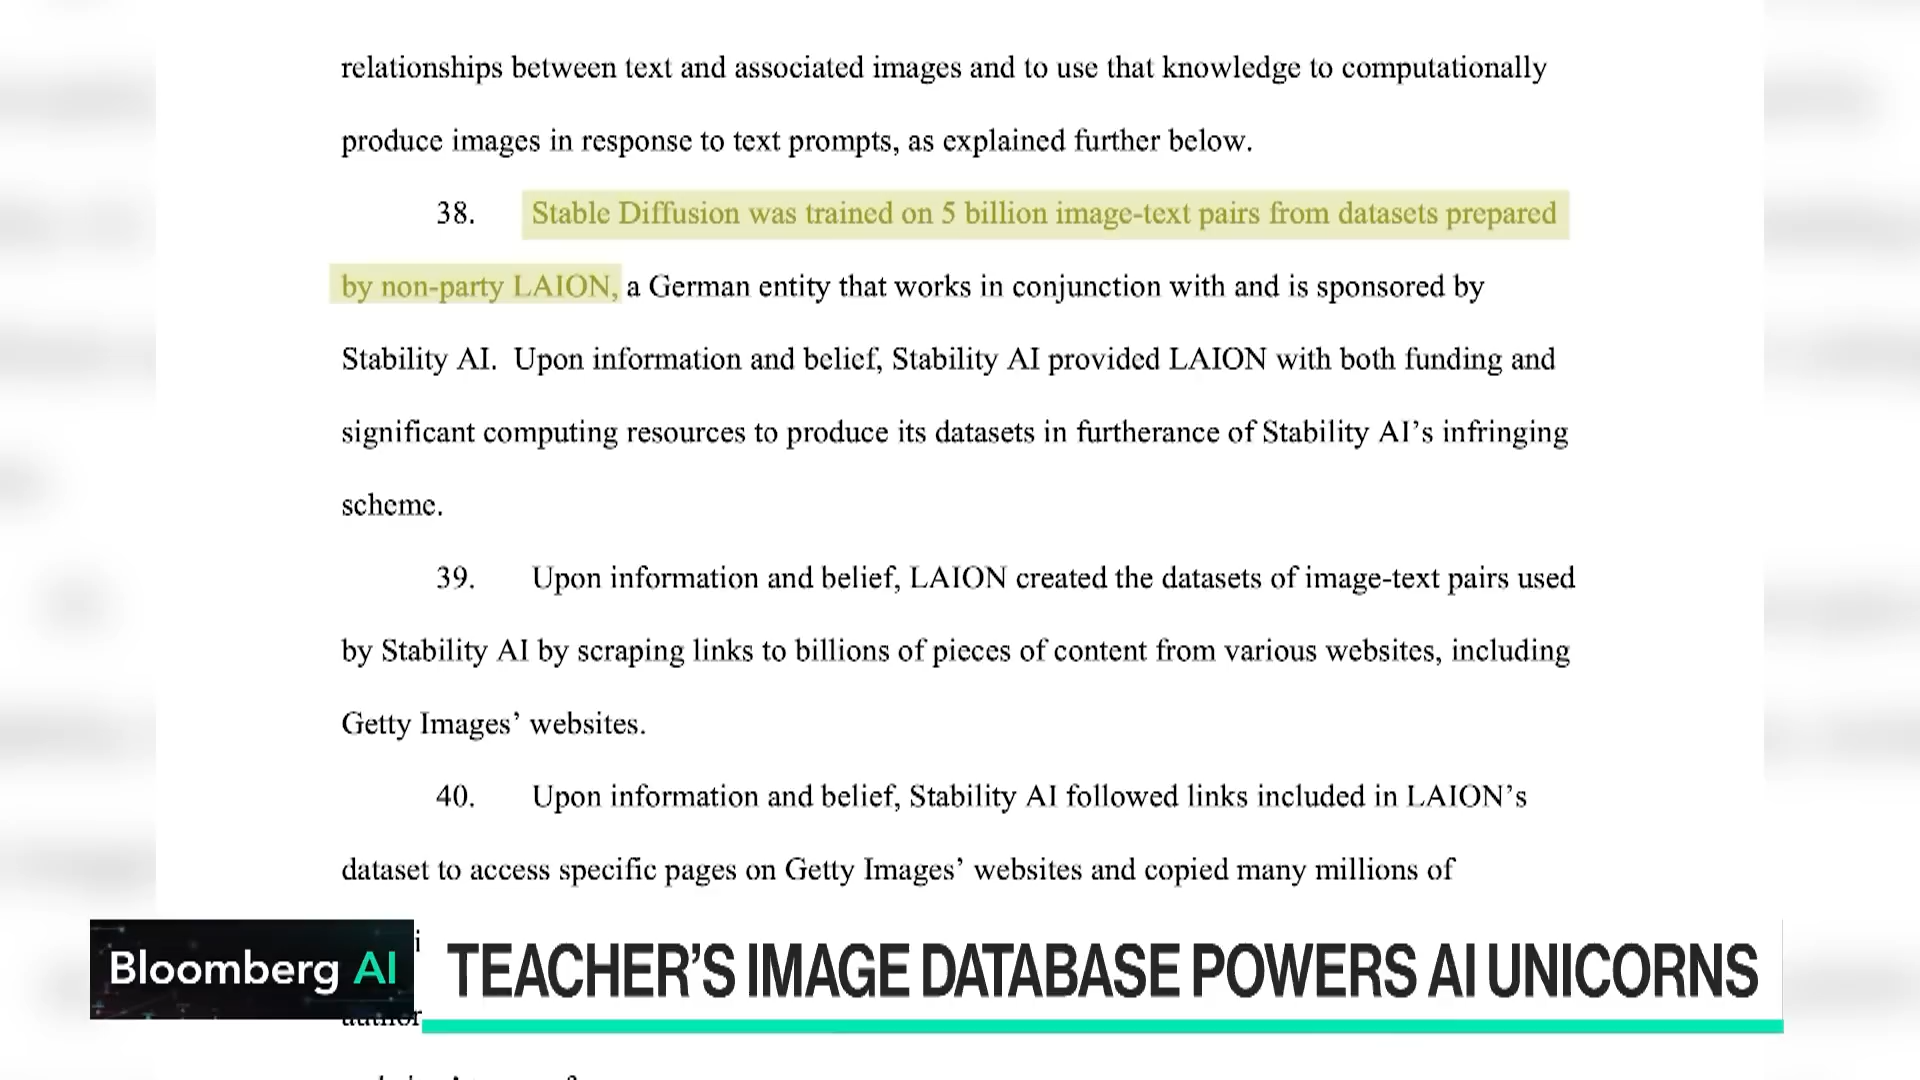 relationships between text and associated images and to use that knowledge to computationally
produce images in response to text prompts, as explained further below.
38. Stable Diffusion was trained on 5 billion image-text pairs from datasets prepared
by non-party LAION, a German entity that works in conjunction with and is sponsored by
Stability AI. Upon information and belief, Stability AI provided LAION with both funding and
significant computing resources to produce its datasets in furtherance of Stability AI’s infringing
scheme.
39. Upon information and belief, LAION created the datasets of image-text pairs used
by Stability AI by scraping links to billions of pieces of content from various websites, including
Getty Images’ websites.
40. Upon information and belief, Stability AI followed links included in LAION’s
dataset to access specific pages on Getty Images’ websites and copied many millions of
Bloomberg AI
TEACHER’S IMAGE DATABASE POWERS AI UNICORNS